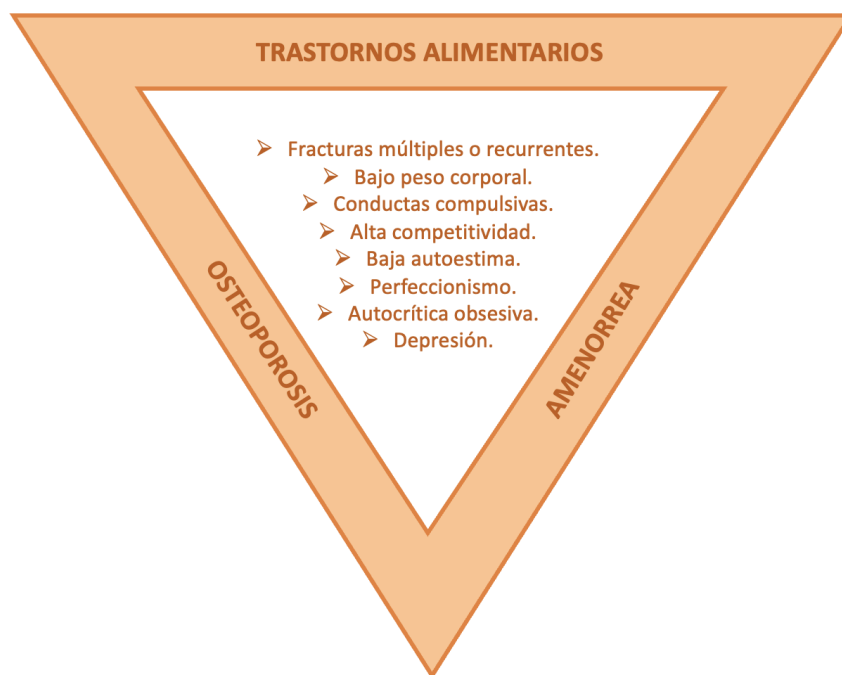 TRASTORNOS ALIMENTARIOS
➢ Fracturas múltiples o recurrentes.
➢ Bajo peso corporal.
➢ Conductas compulsivas.
➢ Alta competitividad.
➢ Baja autoestima.
➢ Perfeccionismo.
➢ Autocrítica obsesiva.
➢ Depresión.
OSTEOPOROSIS
AMENORREA